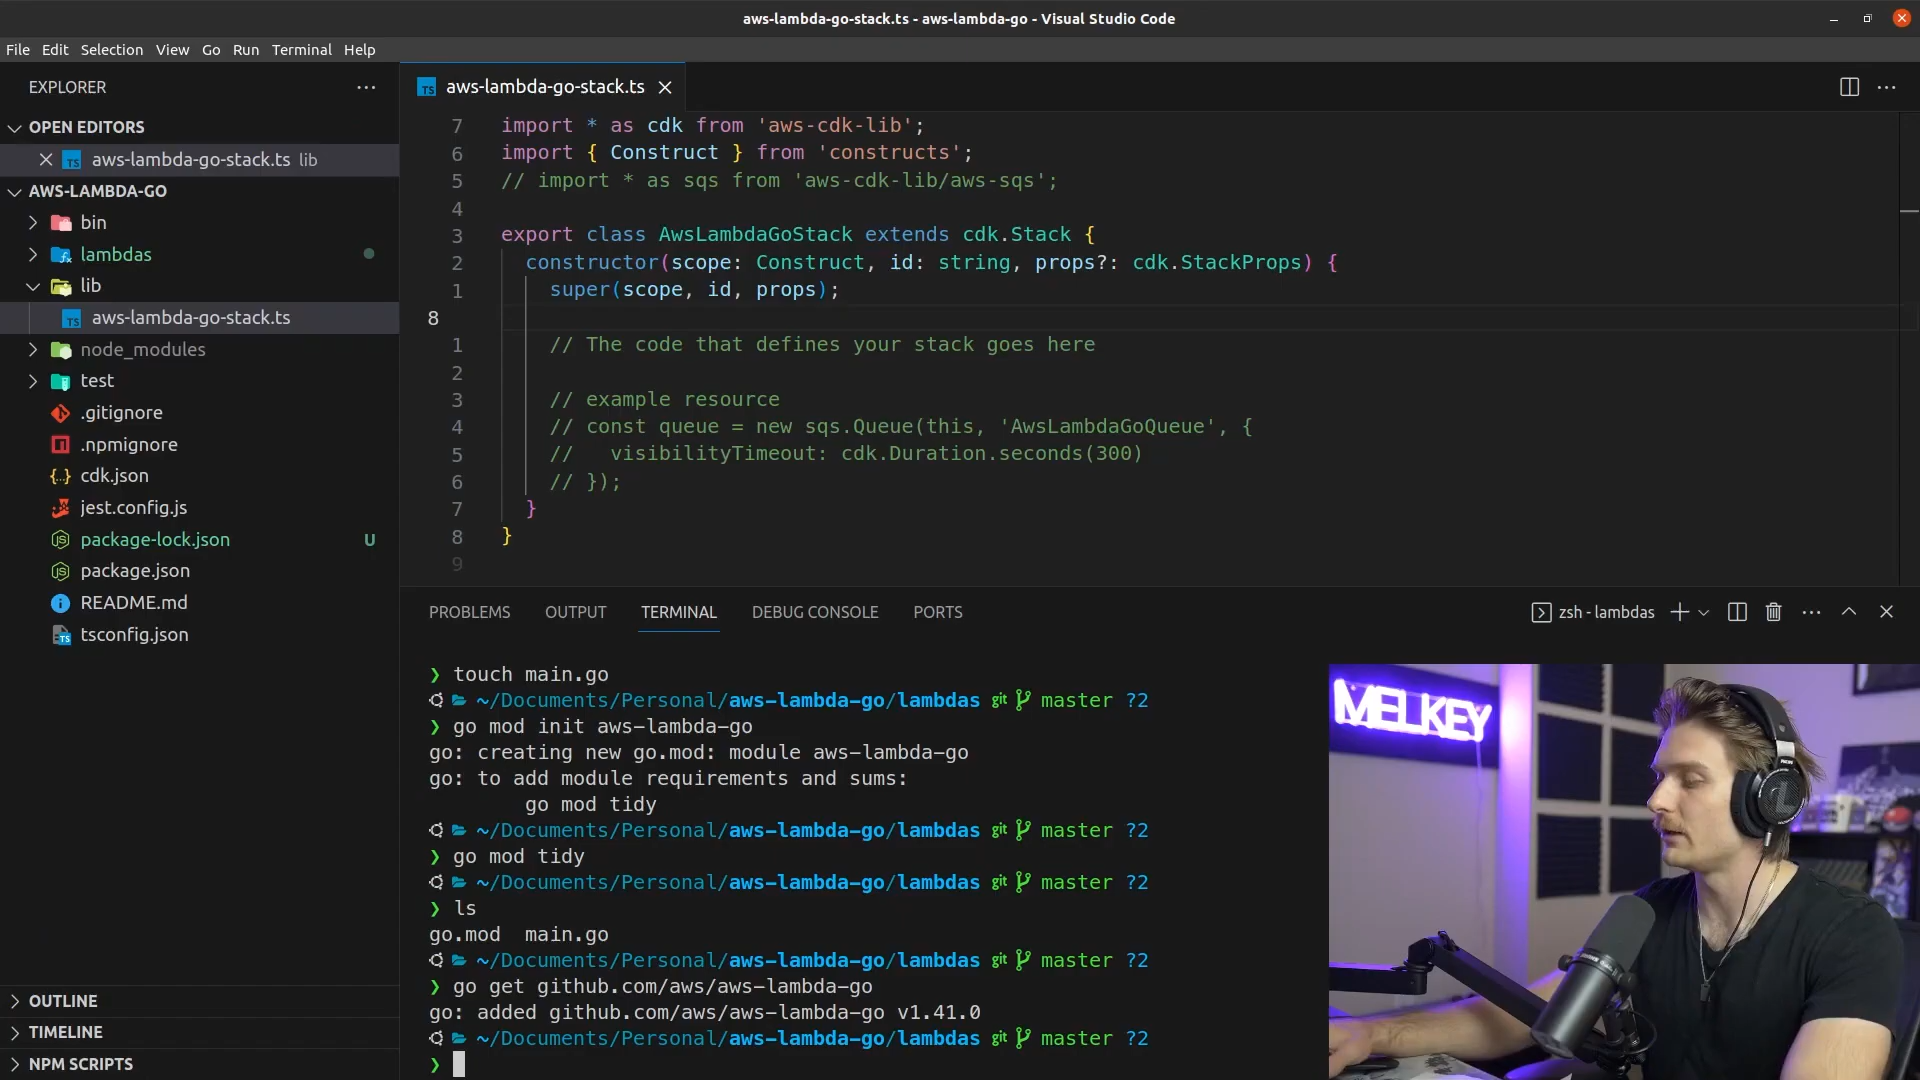 aws-lambda-go-stack.ts - aws-lambda-go - Visual Studio Code
File Edit Selection View Go Run Terminal Help
EXPLORER
OPEN EDITORS
aws-lambda-go-stack.ts lib
AWS-LAMBDA-GO
bin
lambdas
lib
aws-lambda-go-stack.ts
node_modules
test
.gitignore
.npmignore
cdk.json
jest.config.js
package-lock.json U
package.json
README.md
tsconfig.json
OUTLINE
TIMELINE
NPM SCRIPTS
aws-lambda-go-stack.ts
7 import * as cdk from 'aws-cdk-lib';
6 import { Construct } from 'constructs';
5 // import * as sqs from 'aws-cdk-lib/aws-sqs';
4
3 export class AwsLambdaGoStack extends cdk.Stack {
2 constructor(scope: Construct, id: string, props?: cdk.StackProps) {
1 super(scope, id, props);
8
1 // The code that defines your stack goes here
2
3 // example resource
4 // const queue = new sqs.Queue(this, 'AwsLambdaGoQueue', {
5 //   visibilityTimeout: cdk.Duration.seconds(300)
6 // });
7 }
8 }
9
PROBLEMS OUTPUT TERMINAL DEBUG CONSOLE PORTS
zsh - lambdas
❯ touch main.go
~/Documents/Personal/aws-lambda-go/lambdas git master ?2
❯ go mod init aws-lambda-go
go: creating new go.mod: module aws-lambda-go
go: to add module requirements and sums:
go mod tidy
~/Documents/Personal/aws-lambda-go/lambdas git master ?2
❯ go mod tidy
~/Documents/Personal/aws-lambda-go/lambdas git master ?2
❯ ls
go.mod  main.go
~/Documents/Personal/aws-lambda-go/lambdas git master ?2
❯ go get github.com/aws/aws-lambda-go
go: added github.com/aws/aws-lambda-go v1.41.0
~/Documents/Personal/aws-lambda-go/lambdas git master ?2
❯
MELKEY